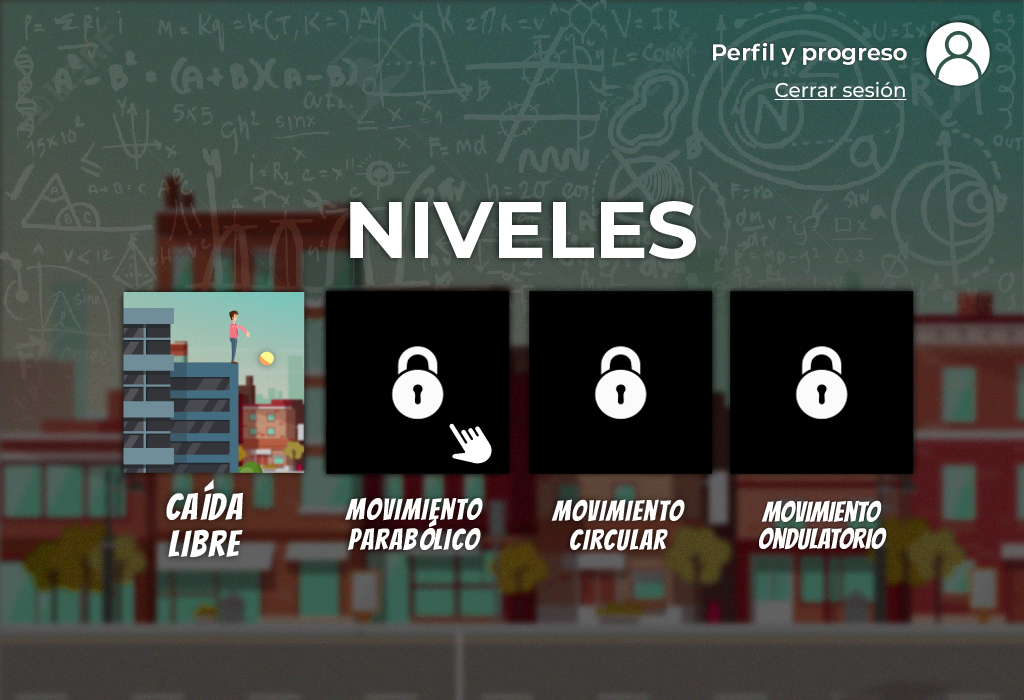 Perfil y progreso
Cerrar sesión
NIVELES
CAÍDA
LIBRE
MOVIMIENTO
PARABÓLICO
MOVIMIENTO
CIRCULAR
MOVIMIENTO
ONDULATORIO